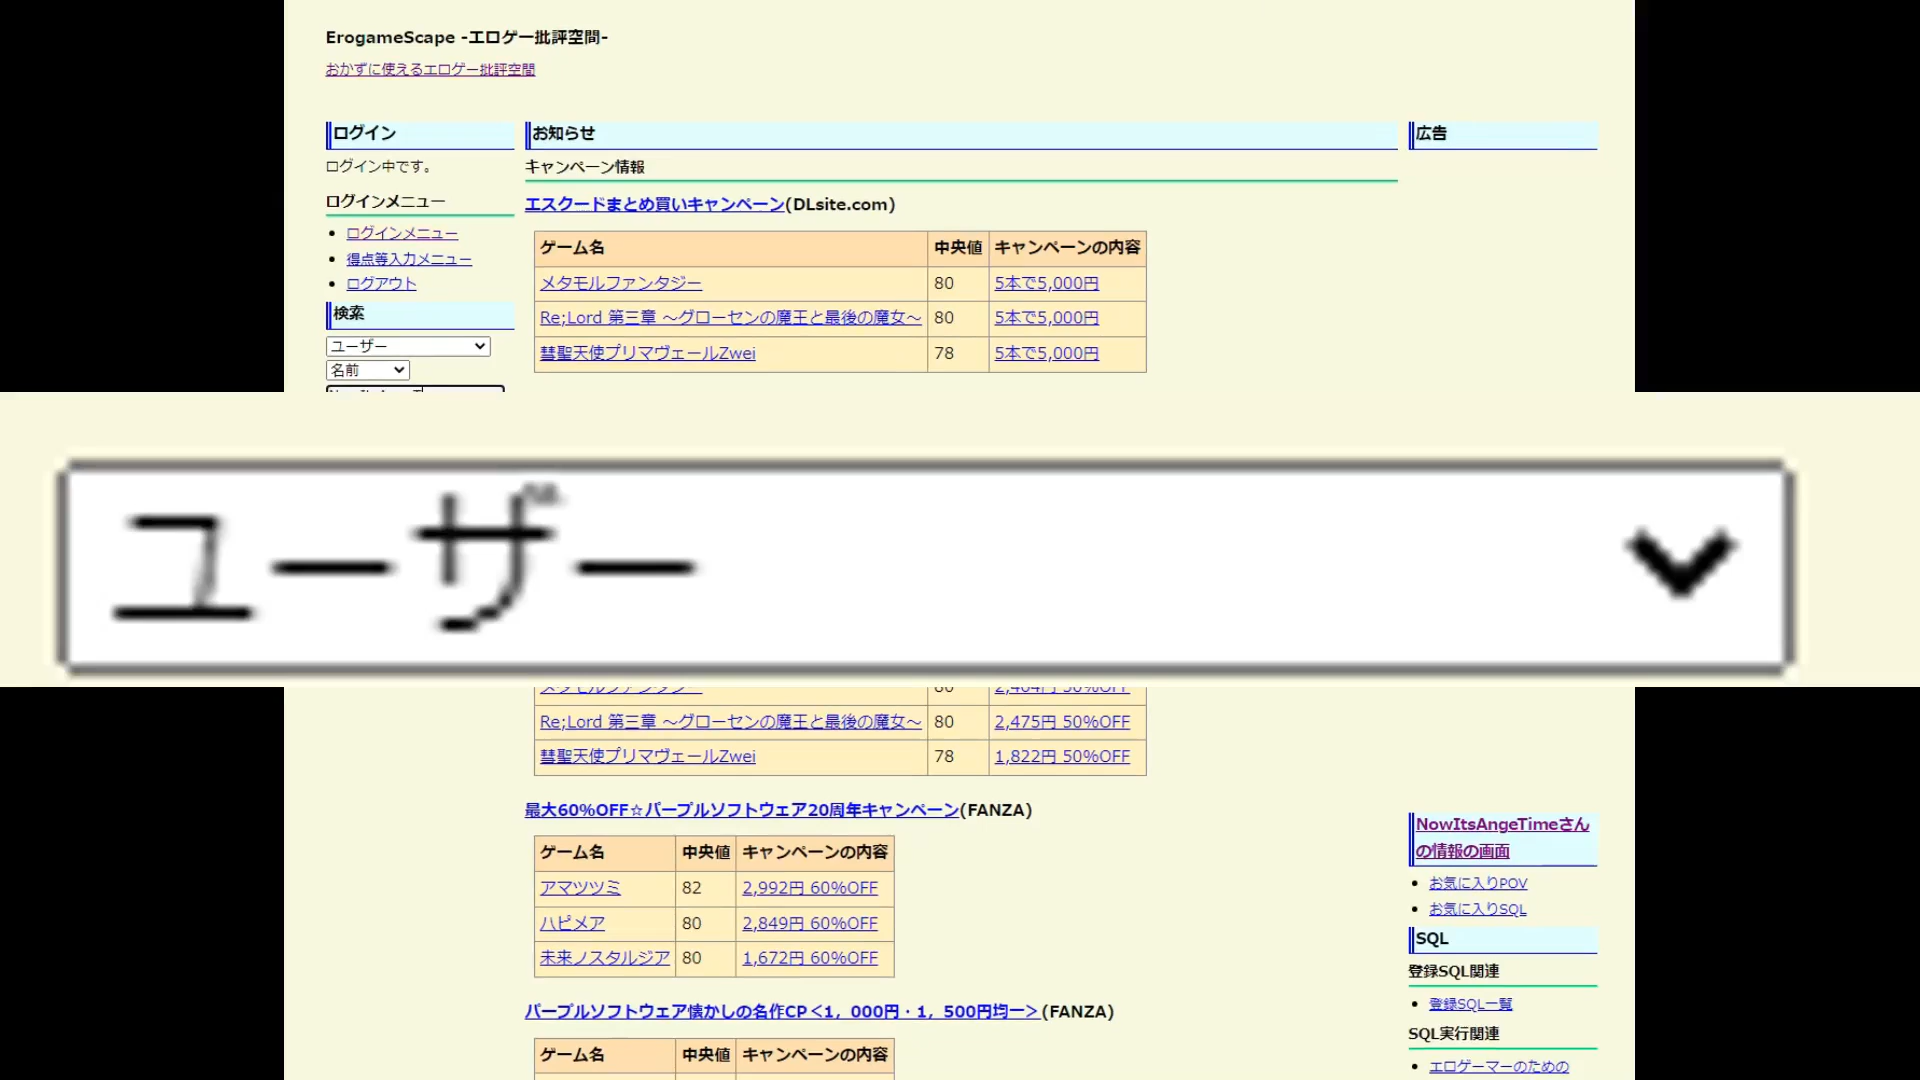 ErogameScape -エロゲー批評空間-
おかずに使えるエロゲー批評空間
ログイン
ログイン中です。
ログインメニュー
ログインメニュー
得点等入力メニュー
ログアウト
検索
ユーザー
名前
お知らせ
キャンペーン情報
エスクードまとめ買いキャンペーン(DLsite.com)
ゲーム名 中央値 キャンペーンの内容
メタモルファンタジー 80 5本で5,000円
Re;Lord 第三章 ～グローセンの魔王と最後の魔女～ 80 5本で5,000円
彗聖天使プリマヴェールZwei 78 5本で5,000円
広告
ユーザー
Re;Lord 第三章 ～グローセンの魔王と最後の魔女～ 80 2,475円 50%OFF
彗聖天使プリマヴェールZwei 78 1,822円 50%OFF
最大60%OFF☆パープルソフトウェア20周年キャンペーン(FANZA)
ゲーム名 中央値 キャンペーンの内容
アマツツミ 82 2,992円 60%OFF
ハピメア 80 2,849円 60%OFF
未来ノスタルジア 80 1,672円 60%OFF
パープルソフトウェア懐かしの名作CP＜1，000円・1，500円均一＞(FANZA)
ゲーム名 中央値 キャンペーンの内容
NowItsAngeTimeさん
の情報の画面
お気に入りPOV
お気に入りSQL
SQL
登録SQL関連
登録SQL一覧
SQL実行関連
エロゲーマーのための